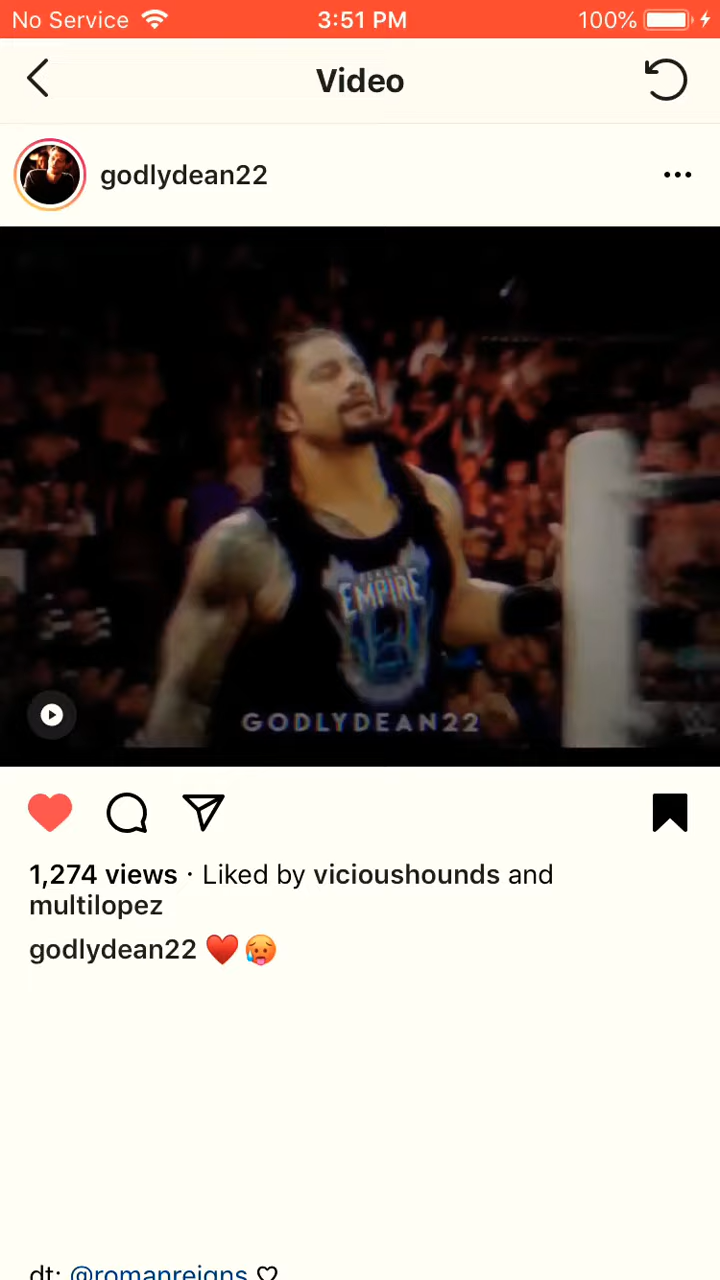 No Service 3:51 PM 100%
Video
godlydean22
EMPIRE
GODLYDEAN22
1,274 views · Liked by vicioushounds and
multilopez
godlydean22 ❤️🥵
dt: @romanreigns ♡